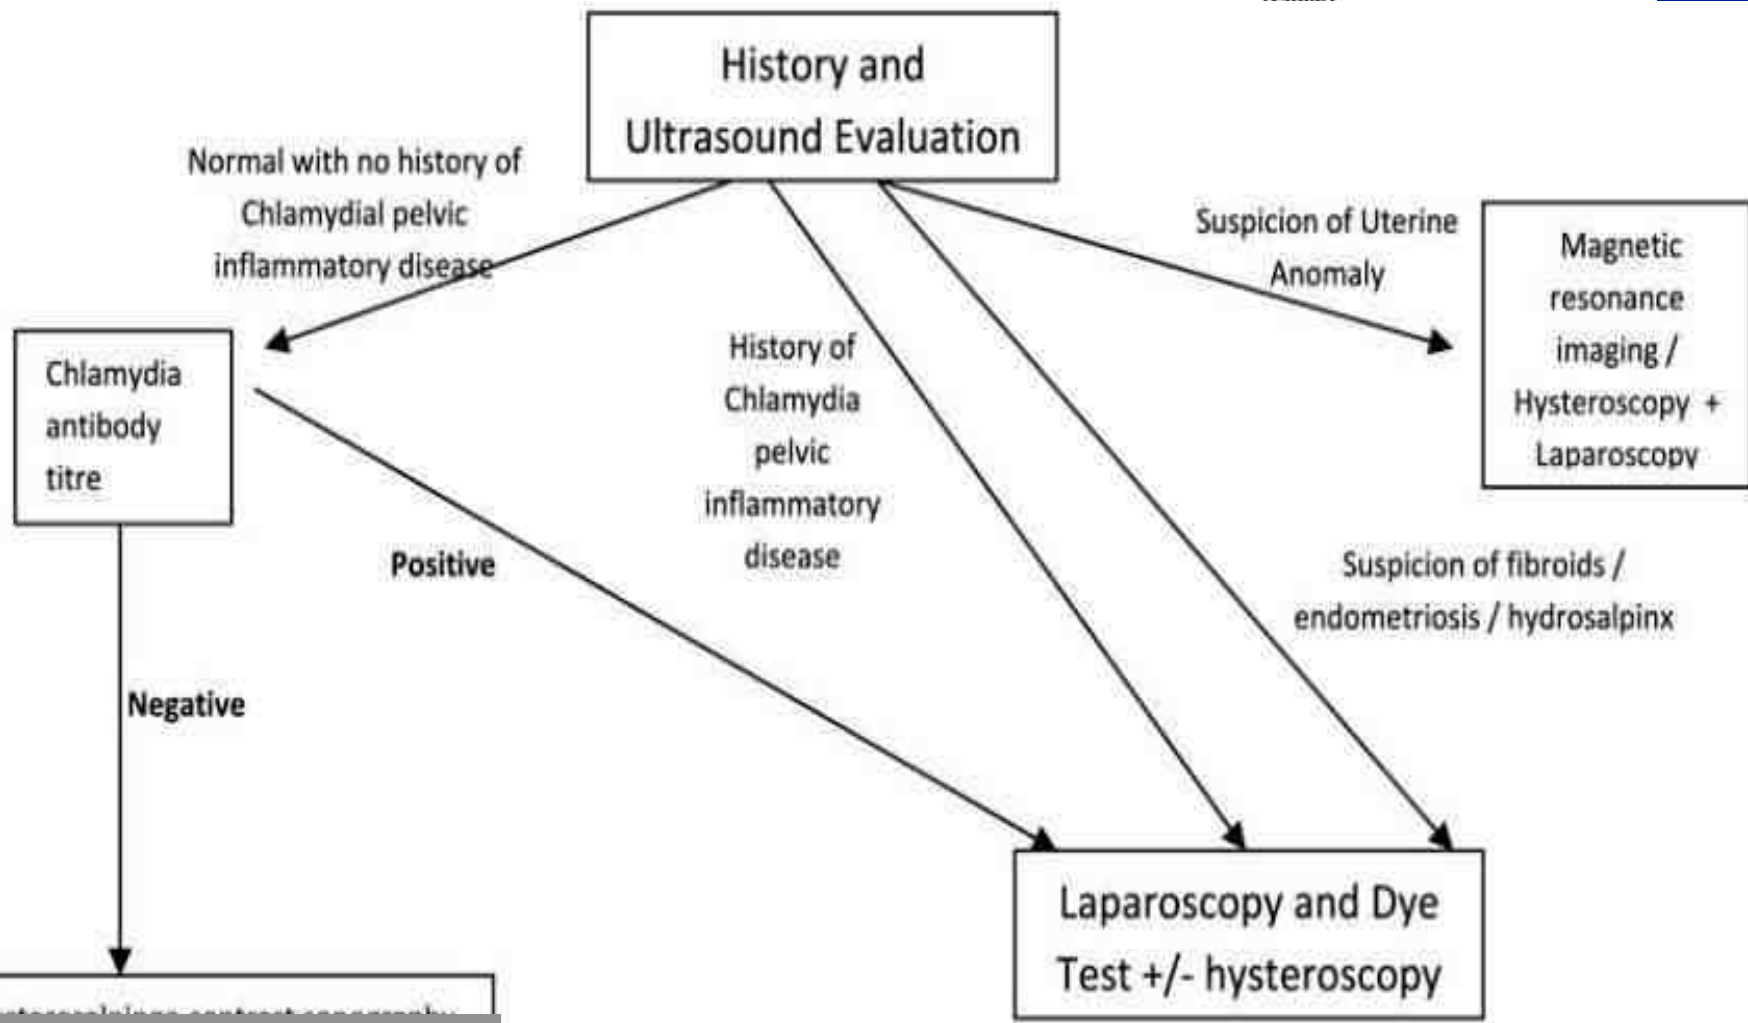 History and
Ultrasound Evaluation
Normal with no history of
Chlamydial pelvic
inflammatory disease
Suspicion of Uterine
Anomaly
Magnetic
resonance
imaging /
Hysteroscopy +
Laparoscopy
History of
Chlamydia
pelvic
inflammatory
disease
Chlamydia
antibody
titre
Positive
Suspicion of fibroids /
endometriosis / hydrosalpinx
Negative
Laparoscopy and Dye
Test +/- hysteroscopy
contrast sonography